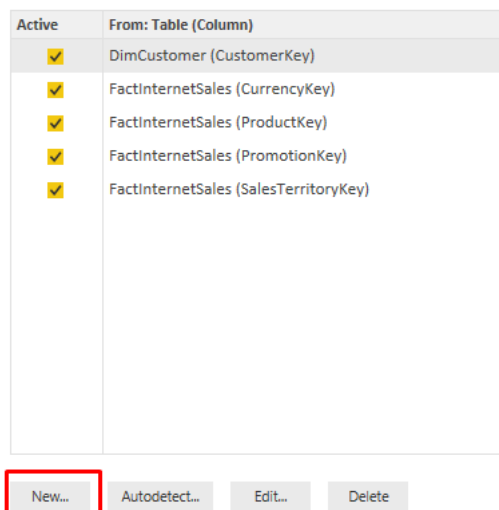 Active From: Table (Column)
DimCustomer (CustomerKey)
FactInternetSales (CurrencyKey)
FactInternetSales (ProductKey)
FactInternetSales (PromotionKey)
FactInternetSales (SalesTerritoryKey)
New... Autodetect... Edit... Delete